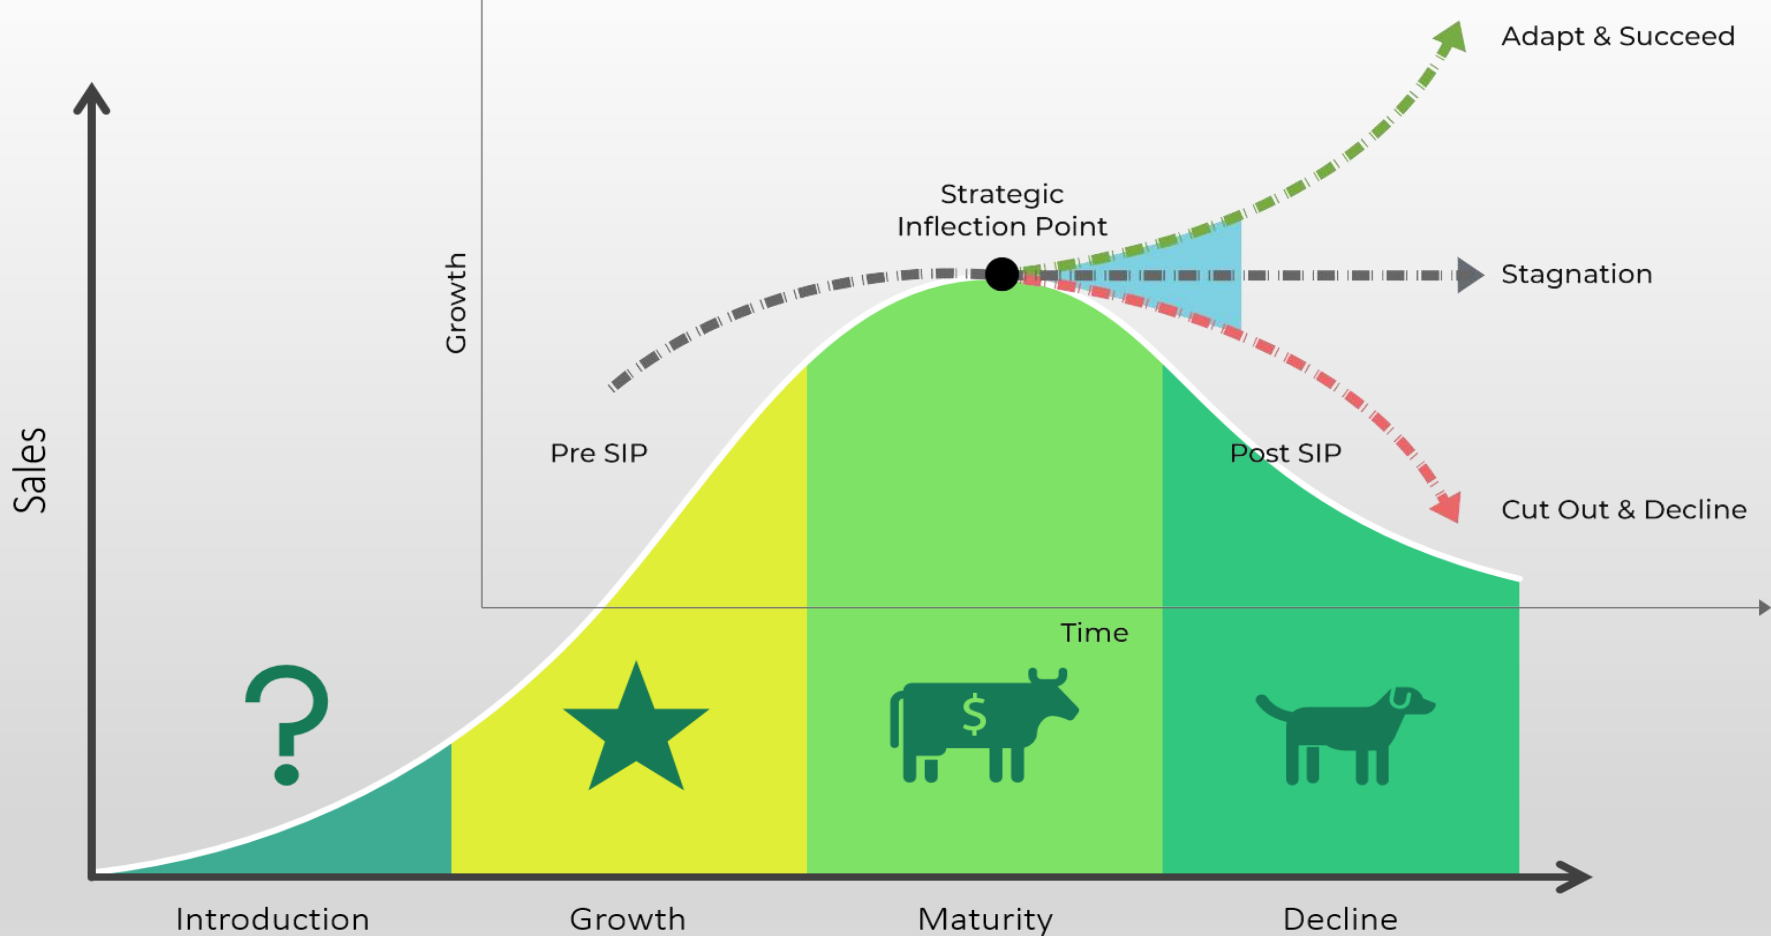 Adapt & Succeed
Strategic
Inflection Point
Growth
Stagnation
Pre SIP
Post SIP
Sales
Cut Out & Decline
Time
?
$
Introduction
Growth
Maturity
Decline